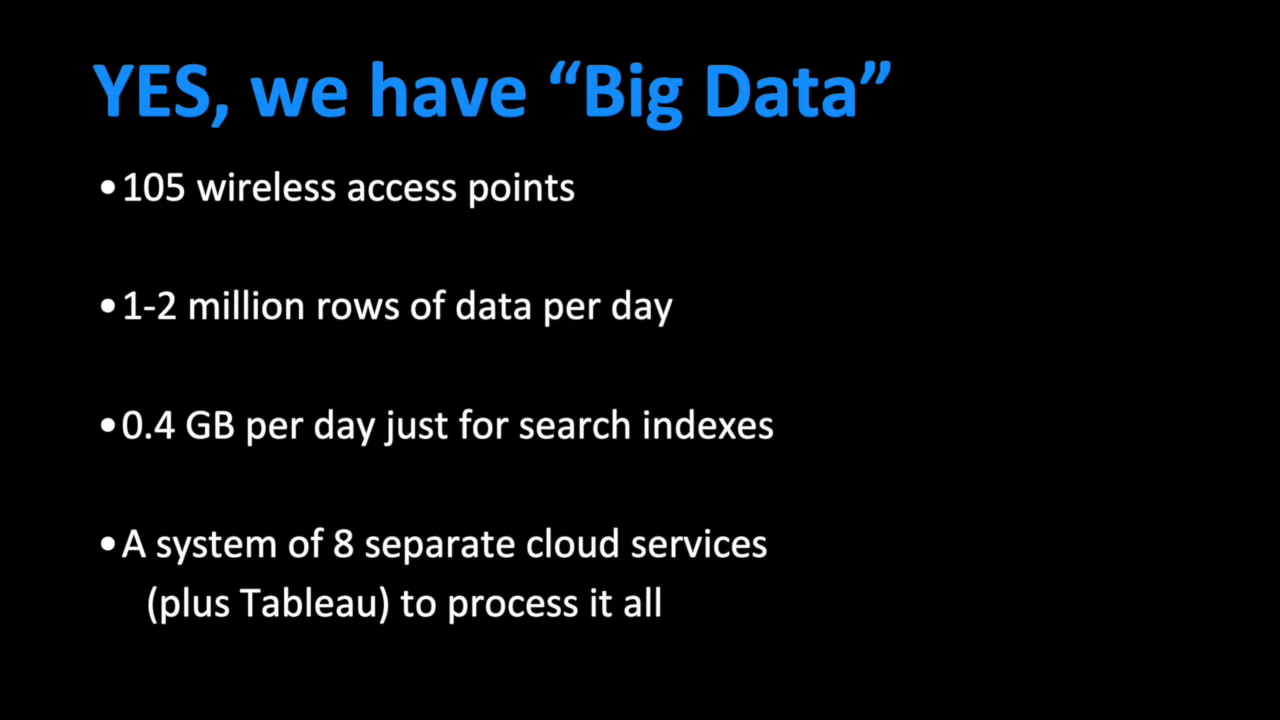 YES, we have “Big Data”
•105 wireless access points
•1-2 million rows of data per day
•0.4 GB per day just for search indexes
•A system of 8 separate cloud services
(plus Tableau) to process it all